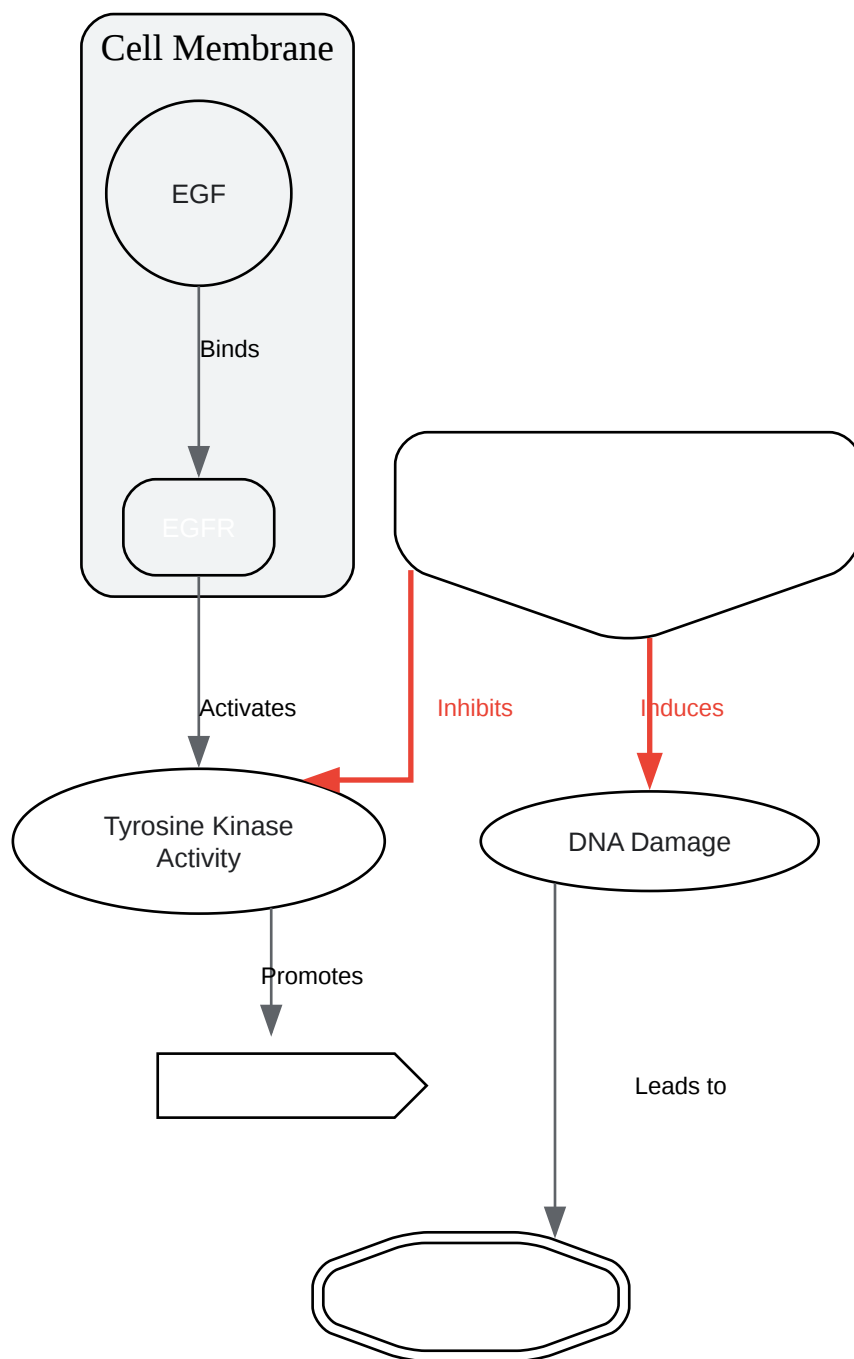 Cell Membrane
EGF
Binds
EGFR
Activates
Inhibits
Induces
Tyrosine Kinase
Activity
DNA Damage
Promotes
Leads to